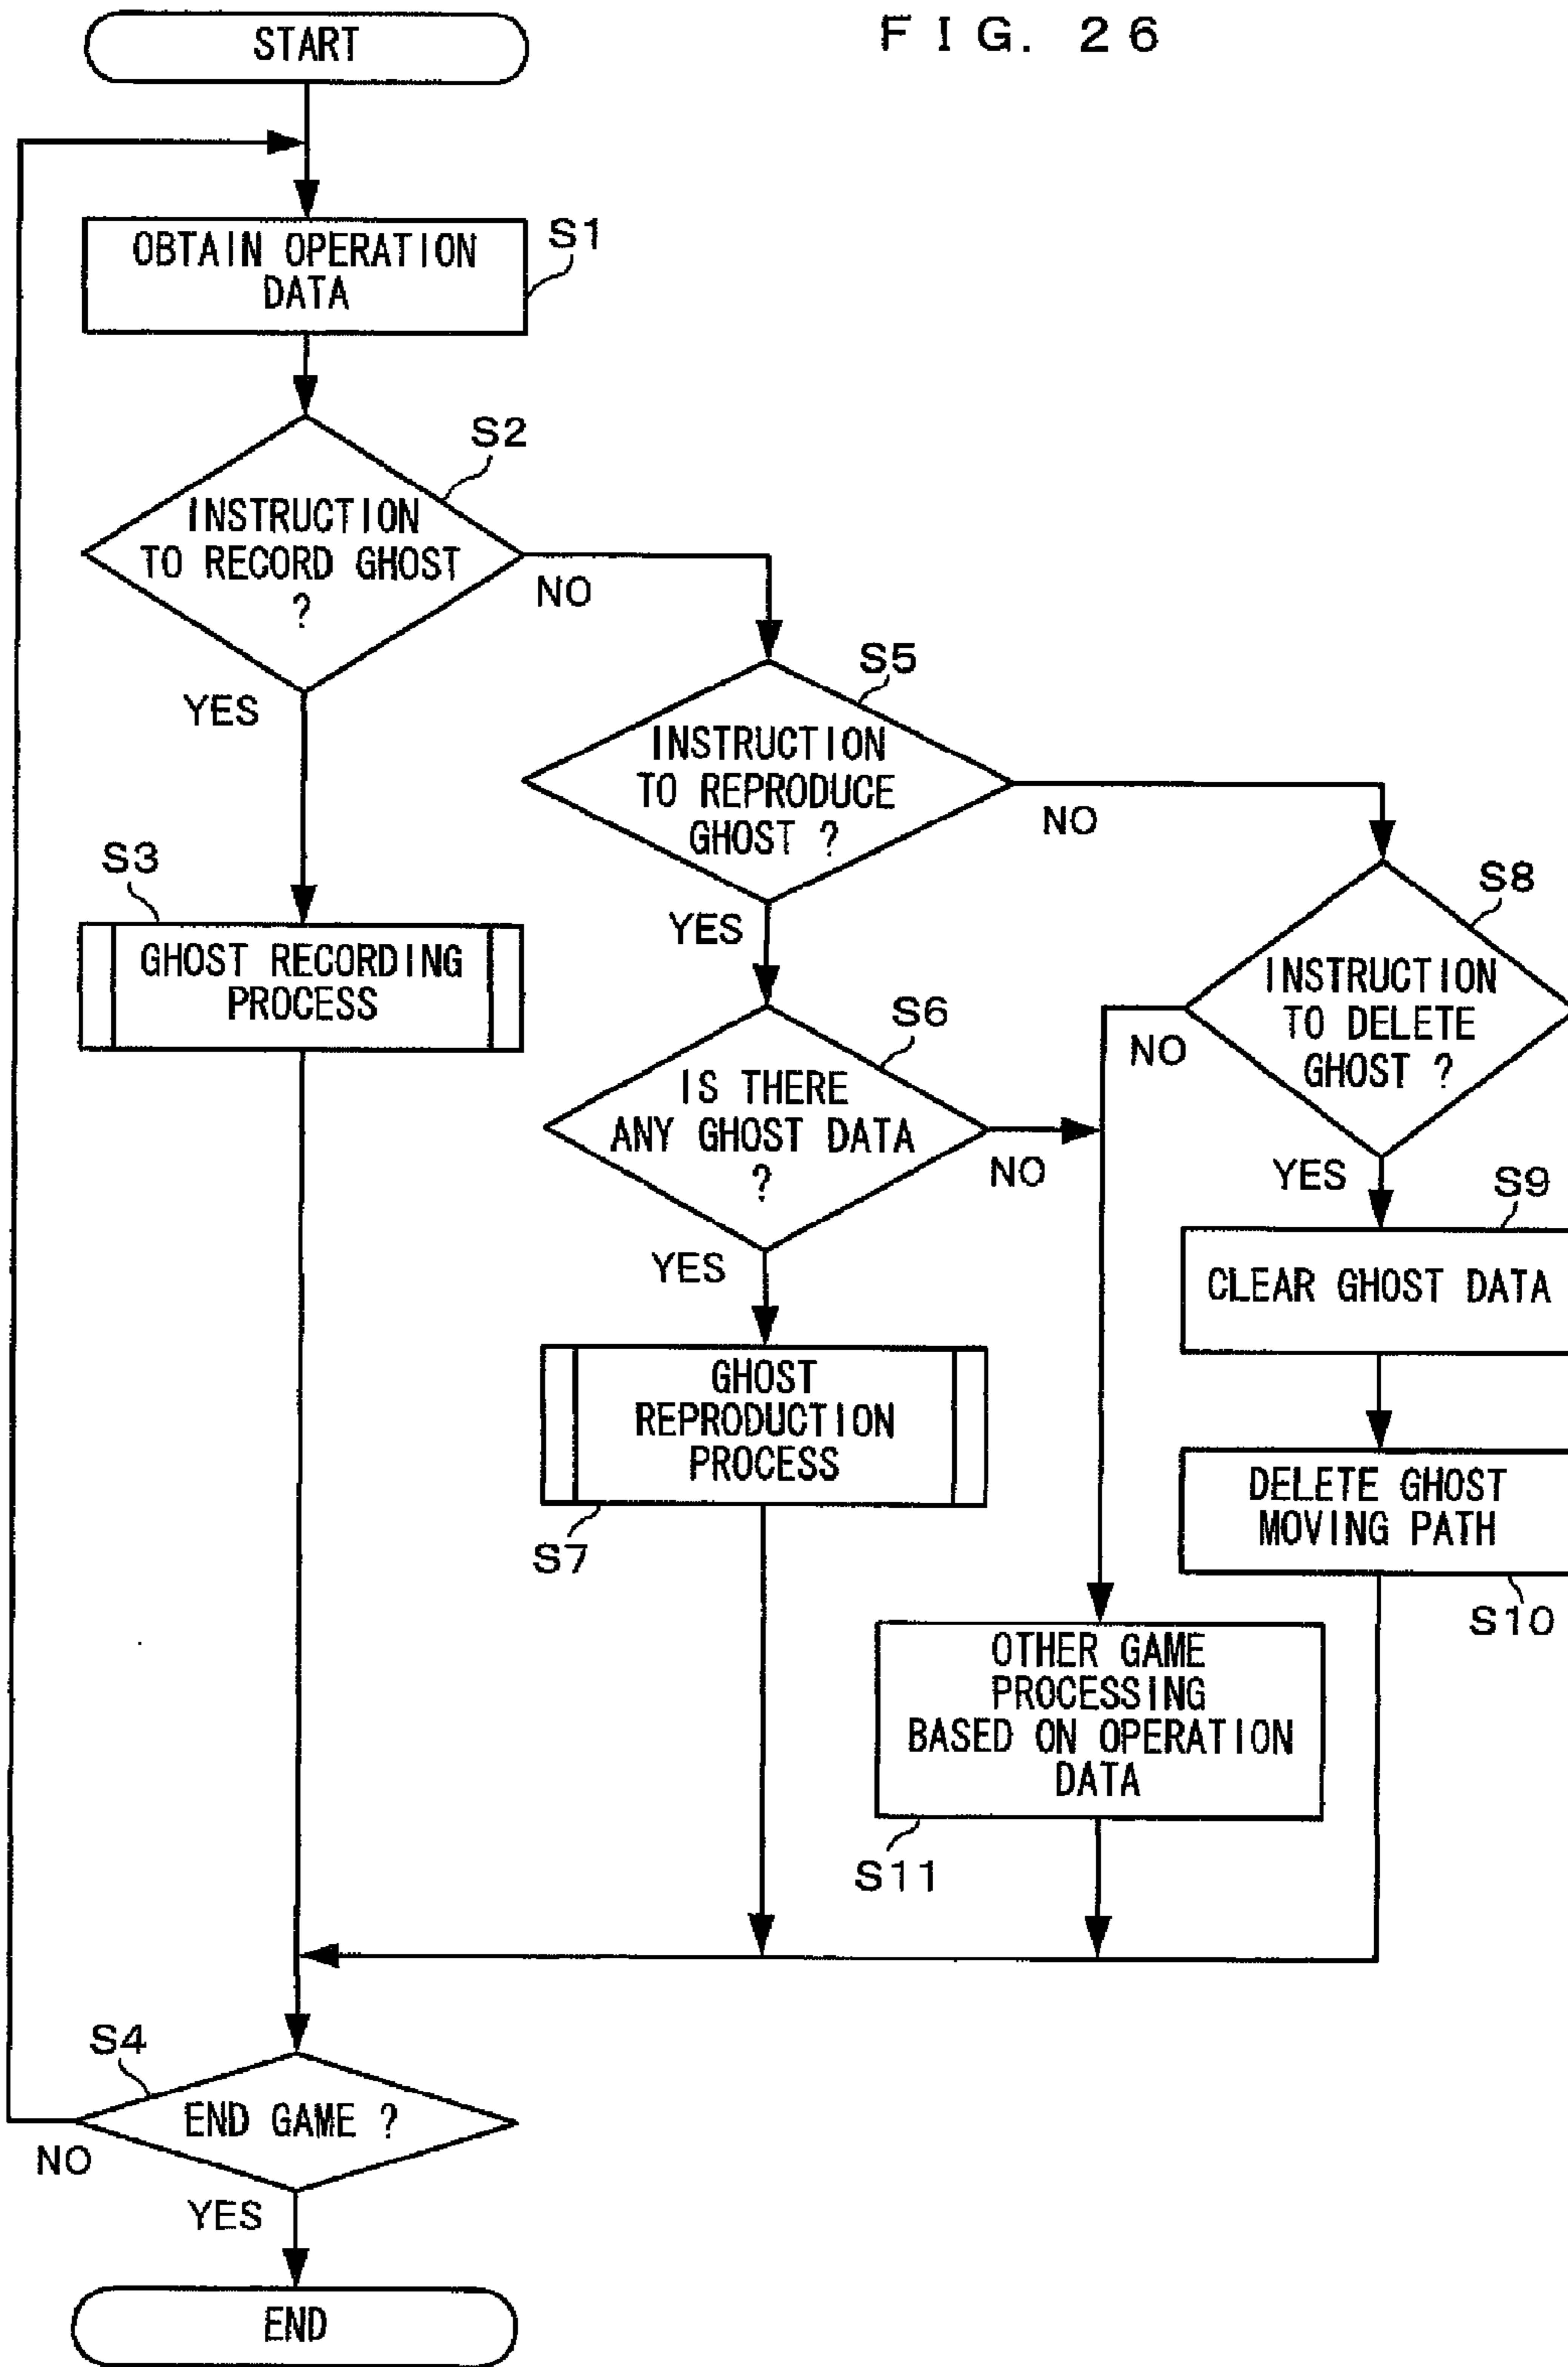 FIG. 26
START
OBTAIN OPERATION
DATA
S1
S2
INSTRUCTION
TO RECORD GHOST
?
NO
YES
S5
INSTRUCTION
TO REPRODUCE
GHOST ?
NO
YES
S3
GHOST RECORDING
PROCESS
S8
INSTRUCTION
TO DELETE
GHOST ?
NO
YES
S6
IS THERE
ANY GHOST DATA
?
NO
YES
S9
CLEAR GHOST DATA
GHOST
REPRODUCTION
PROCESS
S7
DELETE GHOST
MOVING PATH
S10
OTHER GAME
PROCESSING
BASED ON OPERATION
DATA
S11
S4
END GAME ?
NO
YES
END